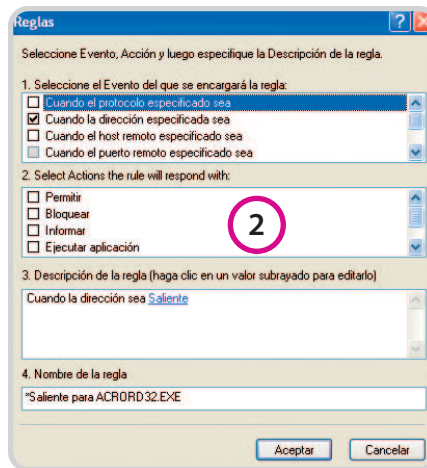 Reglas
Seleccione Evento, Acción y luego especifique la Descripción de la regla.
1. Seleccione el Evento del que se encargará la regla:
Cuando el protocolo especificado sea
Cuando la dirección especificada sea
Cuando el host remoto especificado sea
Cuando el puerto remoto especificado sea
2. Select Actions the rule will respond with:
Permitir
Bloquear
Informar
Ejecutar aplicación
2
3. Descripción de la regla (haga clic en un valor subrayado para editarlo)
Cuando la dirección sea Saliente
4. Nombre de la regla
*Saliente para ACRORD32.EXE
Aceptar Cancelar